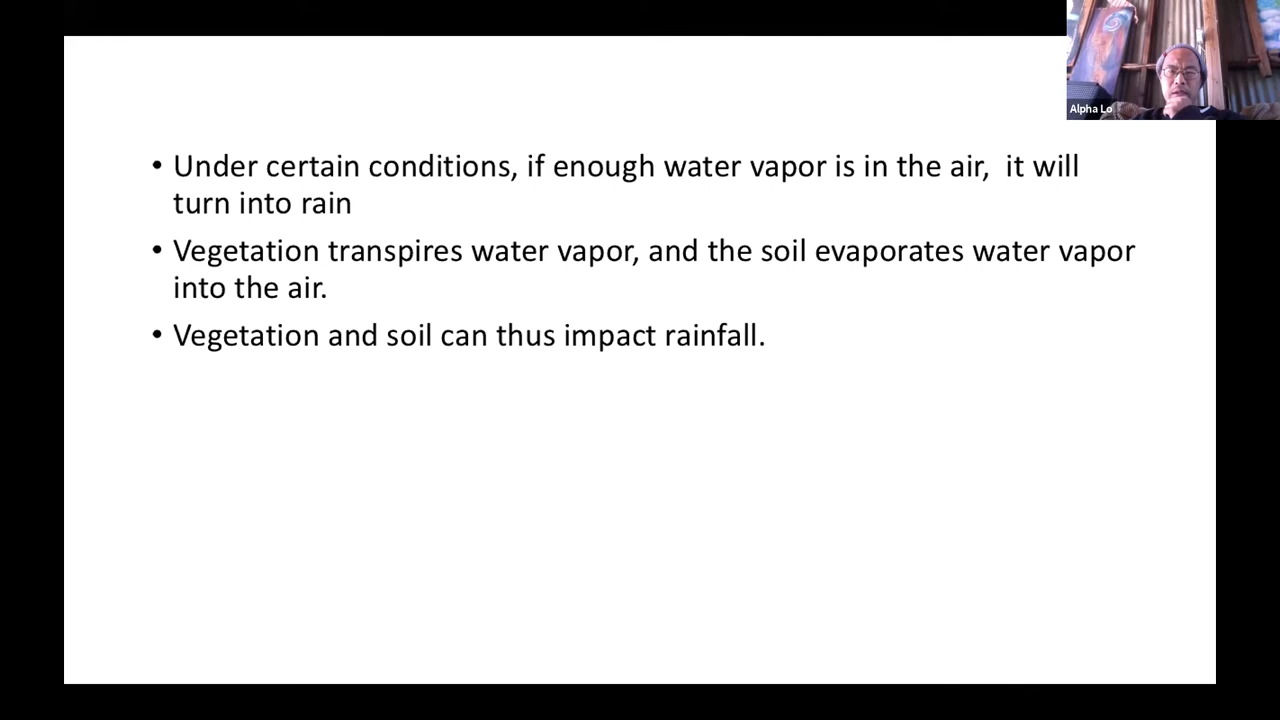 Alpha Lo
• Under certain conditions, if enough water vapor is in the air,  it will
turn into rain
• Vegetation transpires water vapor, and the soil evaporates water vapor
into the air.
• Vegetation and soil can thus impact rainfall.